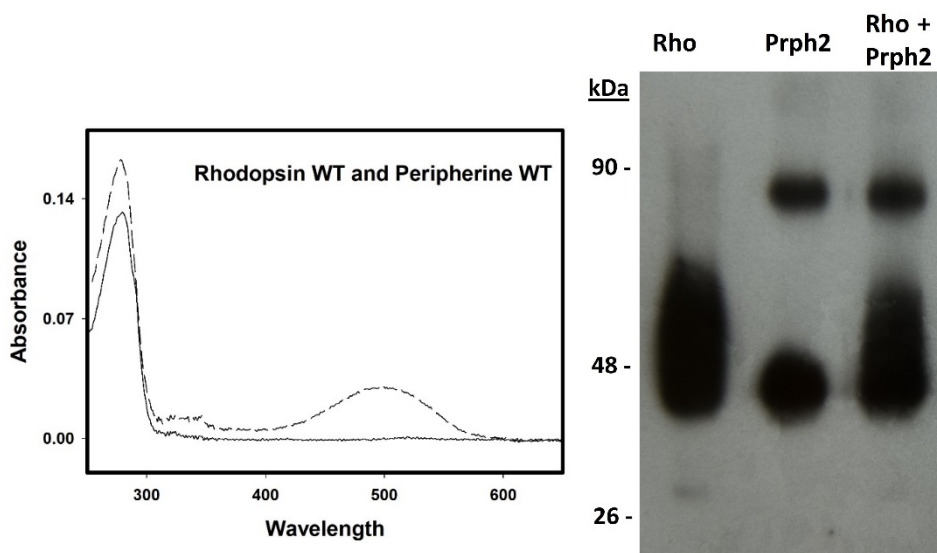 Rhodopsin WT and Peripherine WT
Absorbance
0.14
0.07
0.00
300 400 500 600
Wavelength
Rho Prph2 Rho +
Prph2
kDa
90 -
48 -
26 -